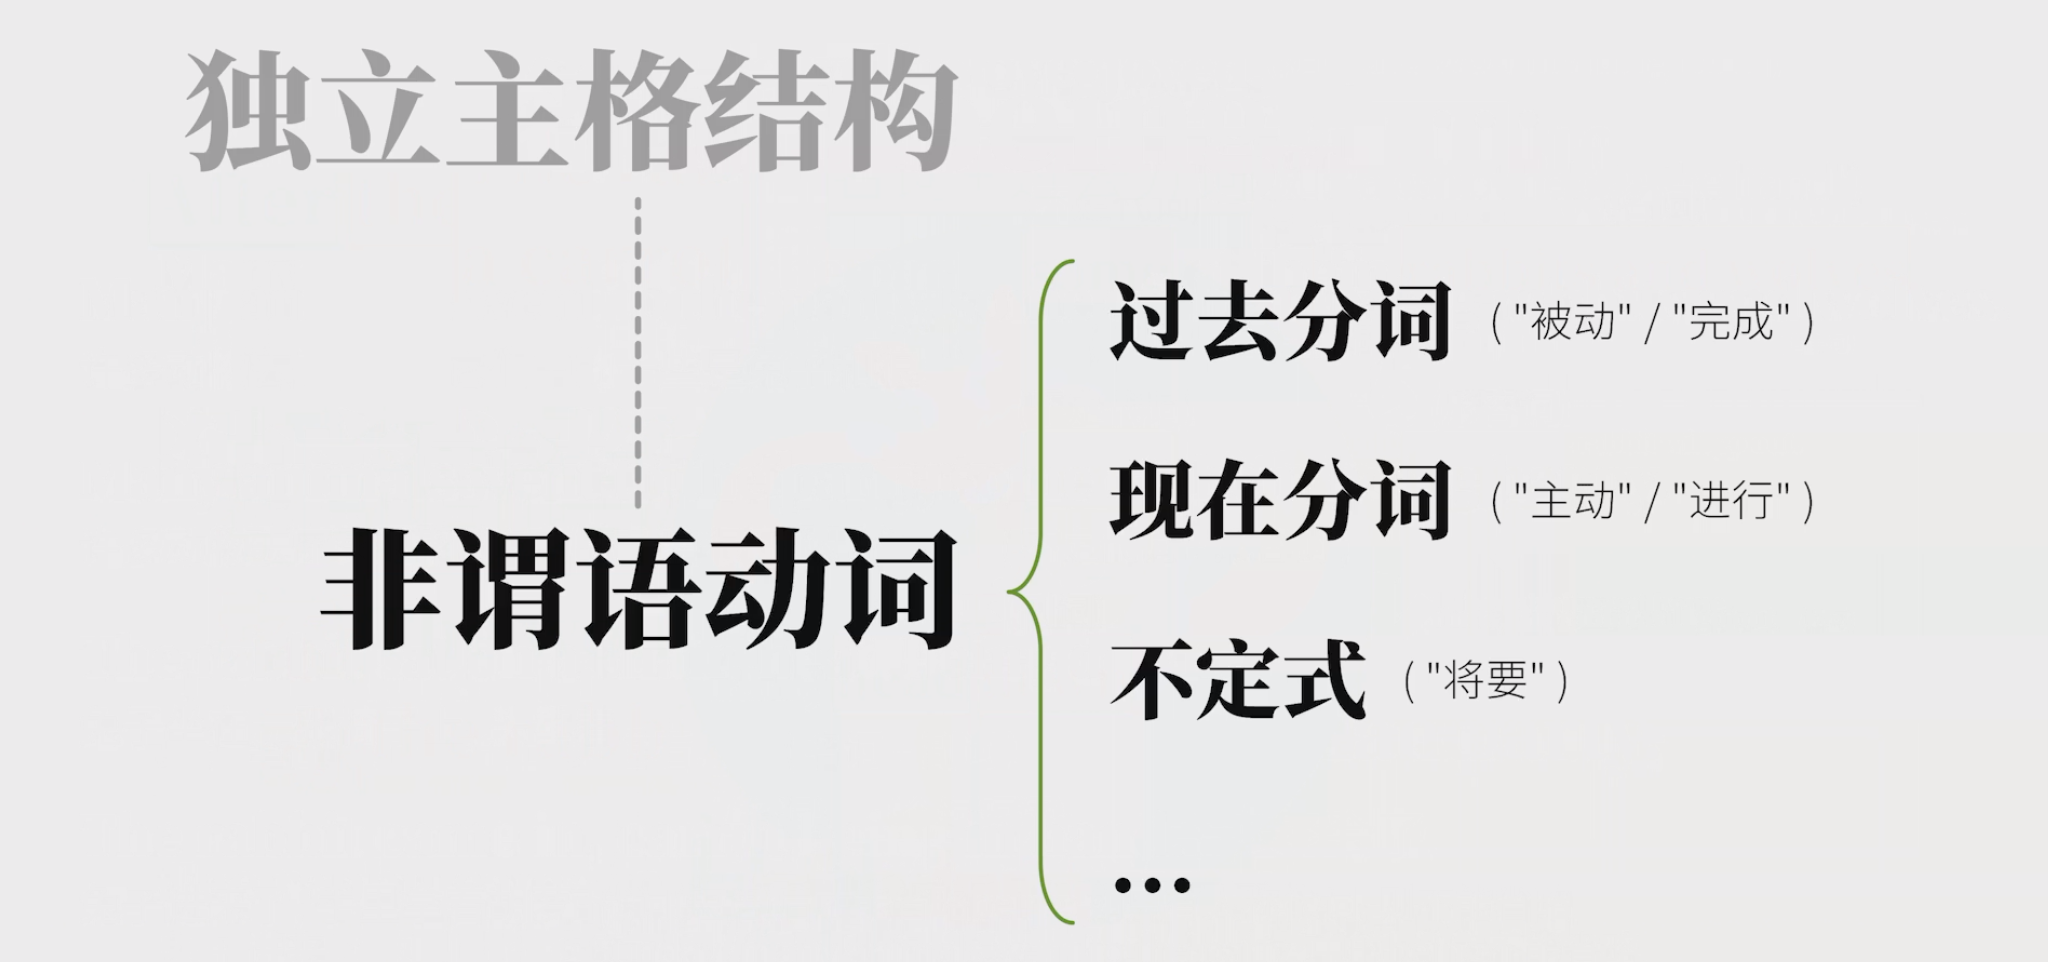 独立主格结构
过去分词 ("被动" / "完成")
现在分词 ("主动" / "进行")
非谓语动词
不定式 ("将要")
...